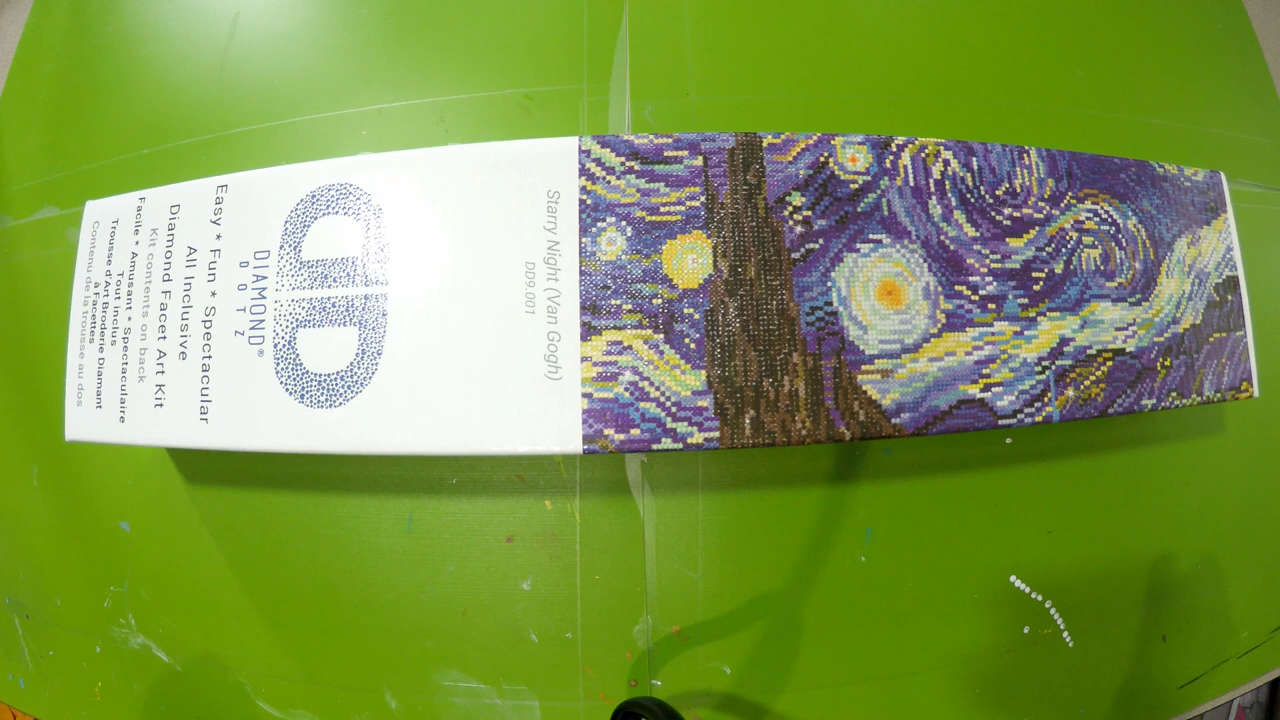 Starry Night (Van Gogh)
DD9.001
DD
DIAMOND®
DOTZ
Easy * Fun * Spectacular
All Inclusive
Diamond Facet Art Kit
Kit contents on back
Facile * Amusant * Spectaculaire
Tout inclus
Trousse d'Art Broderie Diamant
à Facettes
Contenu de la trousse au dos